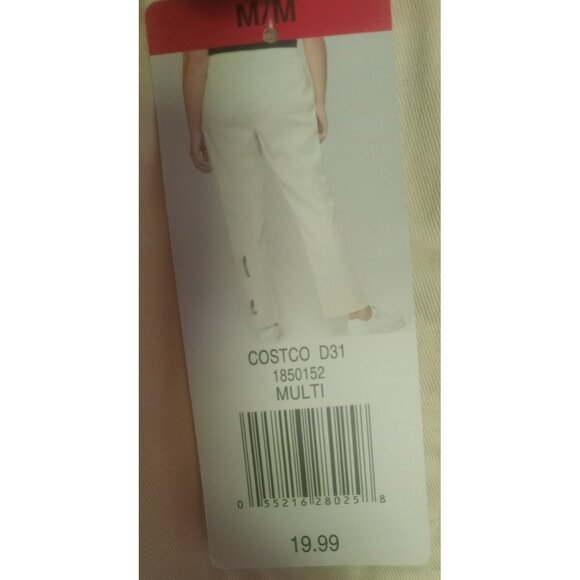 M/M
COSTCO D31
1850152
MULTI
0 55216 28025 8
19.99